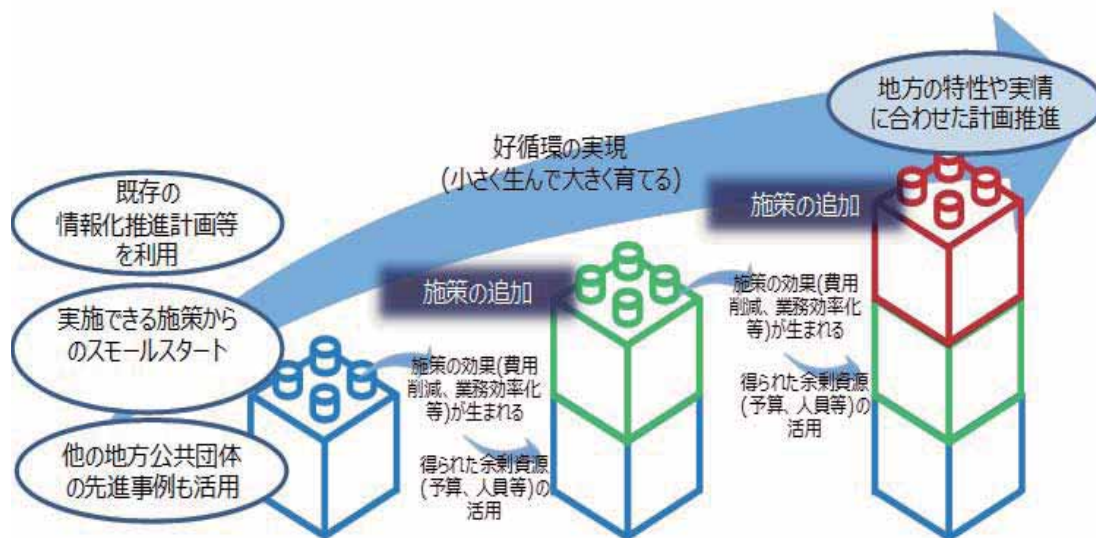 既存の
情報化推進計画等
を利用
実施できる施策から
のスモールスタート
他の地方公共団体
の先進事例も活用
好循環の実現
(小さく生んで大きく育てる)
地方の特性や実情
に合わせた計画推進
施策の追加
施策の効果(費用
削減、業務効率化
等)が生まれる
得られた余剰資源
(予算、人員等)の
活用
施策の追加
施策の効果(費用
削減、業務効率化
等)が生まれる
得られた余剰資源
(予算、人員等)の
活用